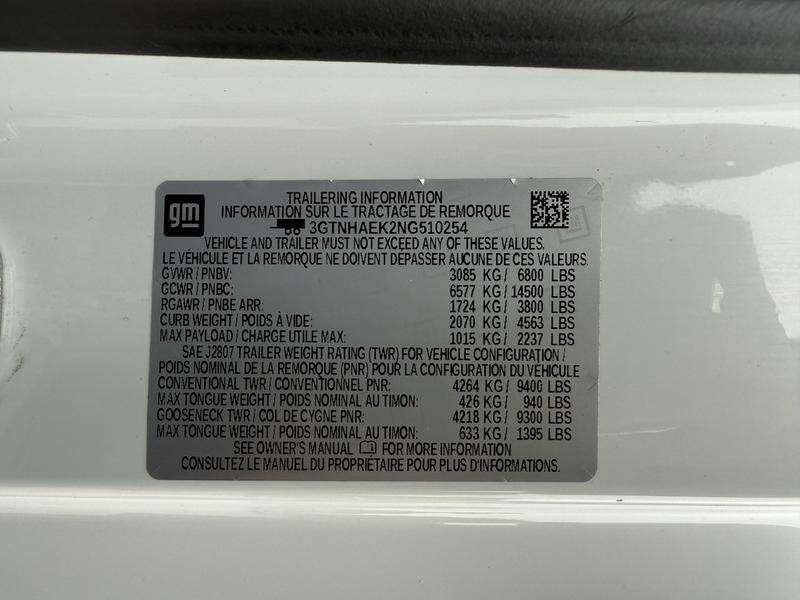 gm
TRAILERING INFORMATION
INFORMATION SUR LE TRACTAGE DE REMORQUE
3GTNHAEK2NG510254
VEHICLE AND TRAILER MUST NOT EXCEED ANY OF THESE VALUES.
LE VÉHICULE ET LA REMORQUE NE DOIVENT DÉPASSER AUCUNE DE CES VALEURS.
GVWR / PNBV: 3085 KG / 6800 LBS
GCWR / PNBC: 6577 KG / 14500 LBS
RGAWR / PNBE ARR: 1724 KG / 3800 LBS
CURB WEIGHT / POIDS À VIDE: 2070 KG / 4563 LBS
MAX PAYLOAD / CHARGE UTILE MAX: 1015 KG / 2237 LBS
SAE J2807 TRAILER WEIGHT RATING (TWR) FOR VEHICLE CONFIGURATION /
POIDS NOMINAL DE LA REMORQUE (PNR) POUR LA CONFIGURATION DU VÉHICULE
CONVENTIONAL TWR / CONVENTIONNEL PNR: 4264 KG / 9400 LBS
MAX TONGUE WEIGHT / POIDS NOMINAL AU TIMON: 426 KG / 940 LBS
GOOSENECK TWR / COL DE CYGNE PNR: 4218 KG / 9300 LBS
MAX TONGUE WEIGHT / POIDS NOMINAL AU TIMON: 633 KG / 1395 LBS
SEE OWNER'S MANUAL FOR MORE INFORMATION
CONSULTEZ LE MANUEL DU PROPRIÉTAIRE POUR PLUS D'INFORMATIONS.